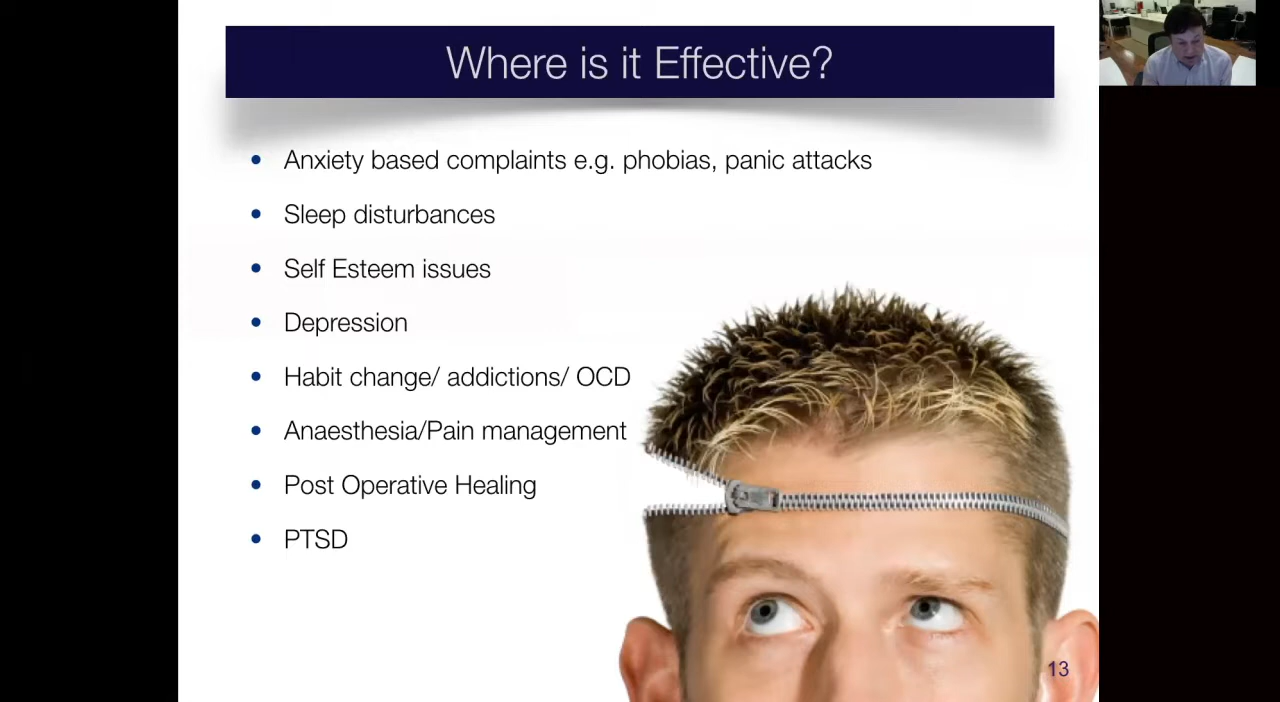 Where is it Effective?
• Anxiety based complaints e.g. phobias, panic attacks
• Sleep disturbances
• Self Esteem issues
• Depression
• Habit change/ addictions/ OCD
• Anaesthesia/Pain management
• Post Operative Healing
• PTSD
13